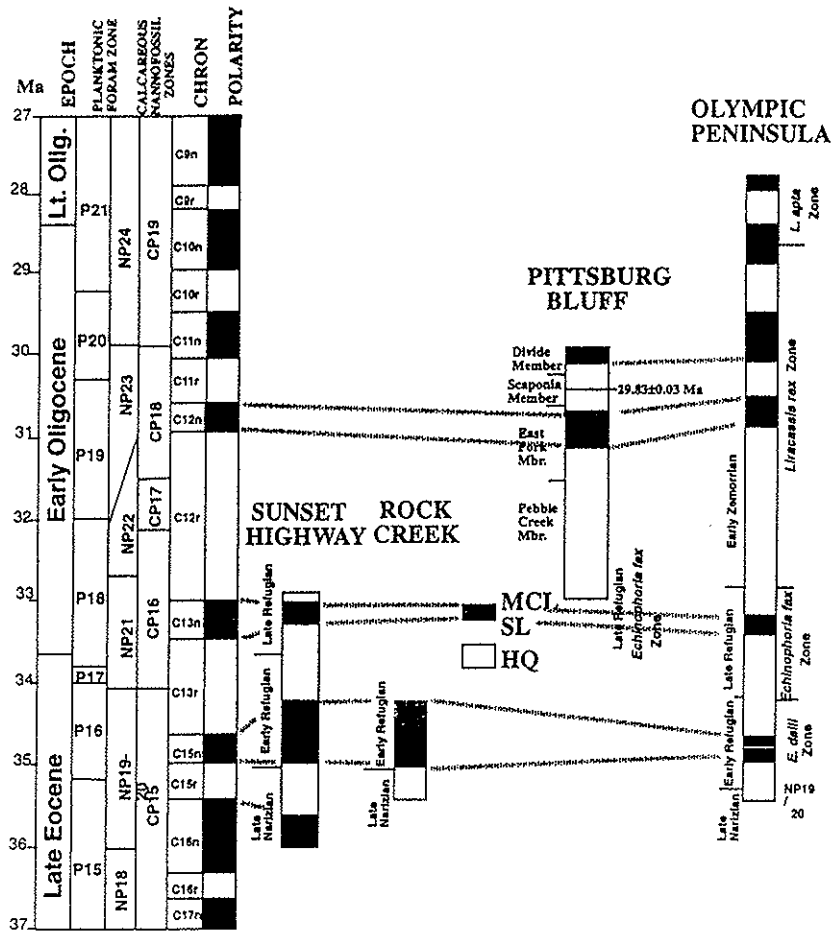 Ma
EPOCH
PLANKTONIC
FORAM ZONE
CALCAREOUS
NANNOFOSSIL
ZONES
CHRON
POLARITY
27
28
29
30
31
32
33
34
35
36
37
Lt. Olig.
Early Oligocene
Late Eocene
P21
P20
P19
P18
P17
P16
P15
NP24
NP23
NP22
NP21
NP19-
NP18
CP19
CP18
CP17
CP16
CP15
C9n
C9r
C10n
C10r
C11n
C11r
C12n
C12r
C13n
C13r
C15n
C15r
C16n
C16r
C17n
SUNSET
HIGHWAY
Late Refugian
Early Refugian
Late
Narizian
ROCK
CREEK
Early Refugian
Late
Narizian
MCI,
SL
HQ
PITTSBURG
BLUFF
Divide
Member
Scaponia
Member
29.83±0.03 Ma
East
Fork
Mbr.
Pebble
Creek
Mbr.
Late Refugian
Echinophoria fax
Zone
OLYMPIC
PENINSULA
L. apta
Zone
Liracassis rex Zone
Early Zemorrian
Late Refugian
Echinophoria fax
Zone
Early Refugian
E. dalli
Zone
Late
Narizian
NP19
/
20